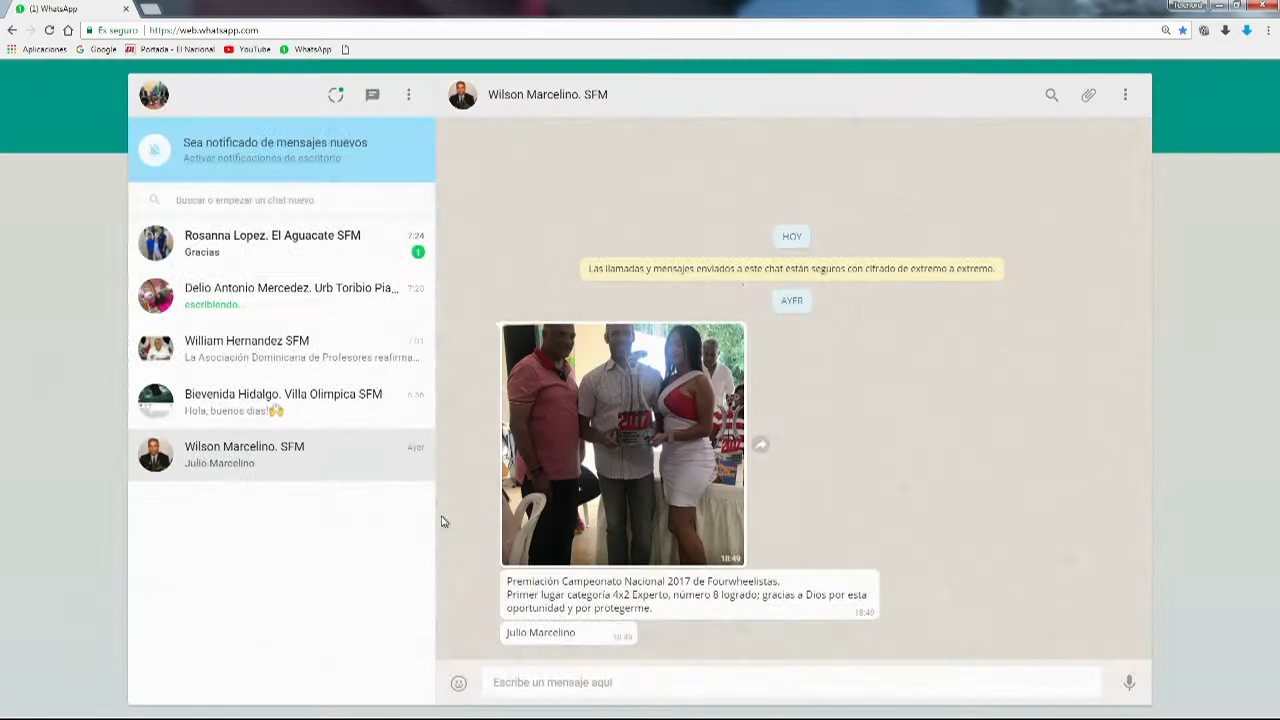 (1) WhatsApp
Telenord
Es seguro
https://web.whatsapp.com
Aplicaciones
Google
Portada - El Nacional
YouTube
WhatsApp
Wilson Marcelino. SFM
Sea notificado de mensajes nuevos
Activar notificaciones de escritorio
Buscar o empezar un chat nuevo
Rosanna Lopez. El Aguacate SFM
7:24
Gracias
1
Delio Antonio Mercedez. Urb Toribio Pia...
7:20
escribiendo...
William Hernandez SFM
7:01
La Asociación Dominicana de Profesores reafirma...
Bievenida Hidalgo. Villa Olimpica SFM
6:56
Hola, buenos dias!
Wilson Marcelino. SFM
Ayer
Julio Marcelino
HOY
Las llamadas y mensajes enviados a este chat están seguros con cifrado de extremo a extremo.
AYER
2017
18:49
Premiación Campeonato Nacional 2017 de Fourwheelistas.
Primer lugar categoría 4x2 Experto, número 8 logrado; gracias a Dios por esta
oportunidad y por protegerme.
18:49
Julio Marcelino
18:49
Escribe un mensaje aquí